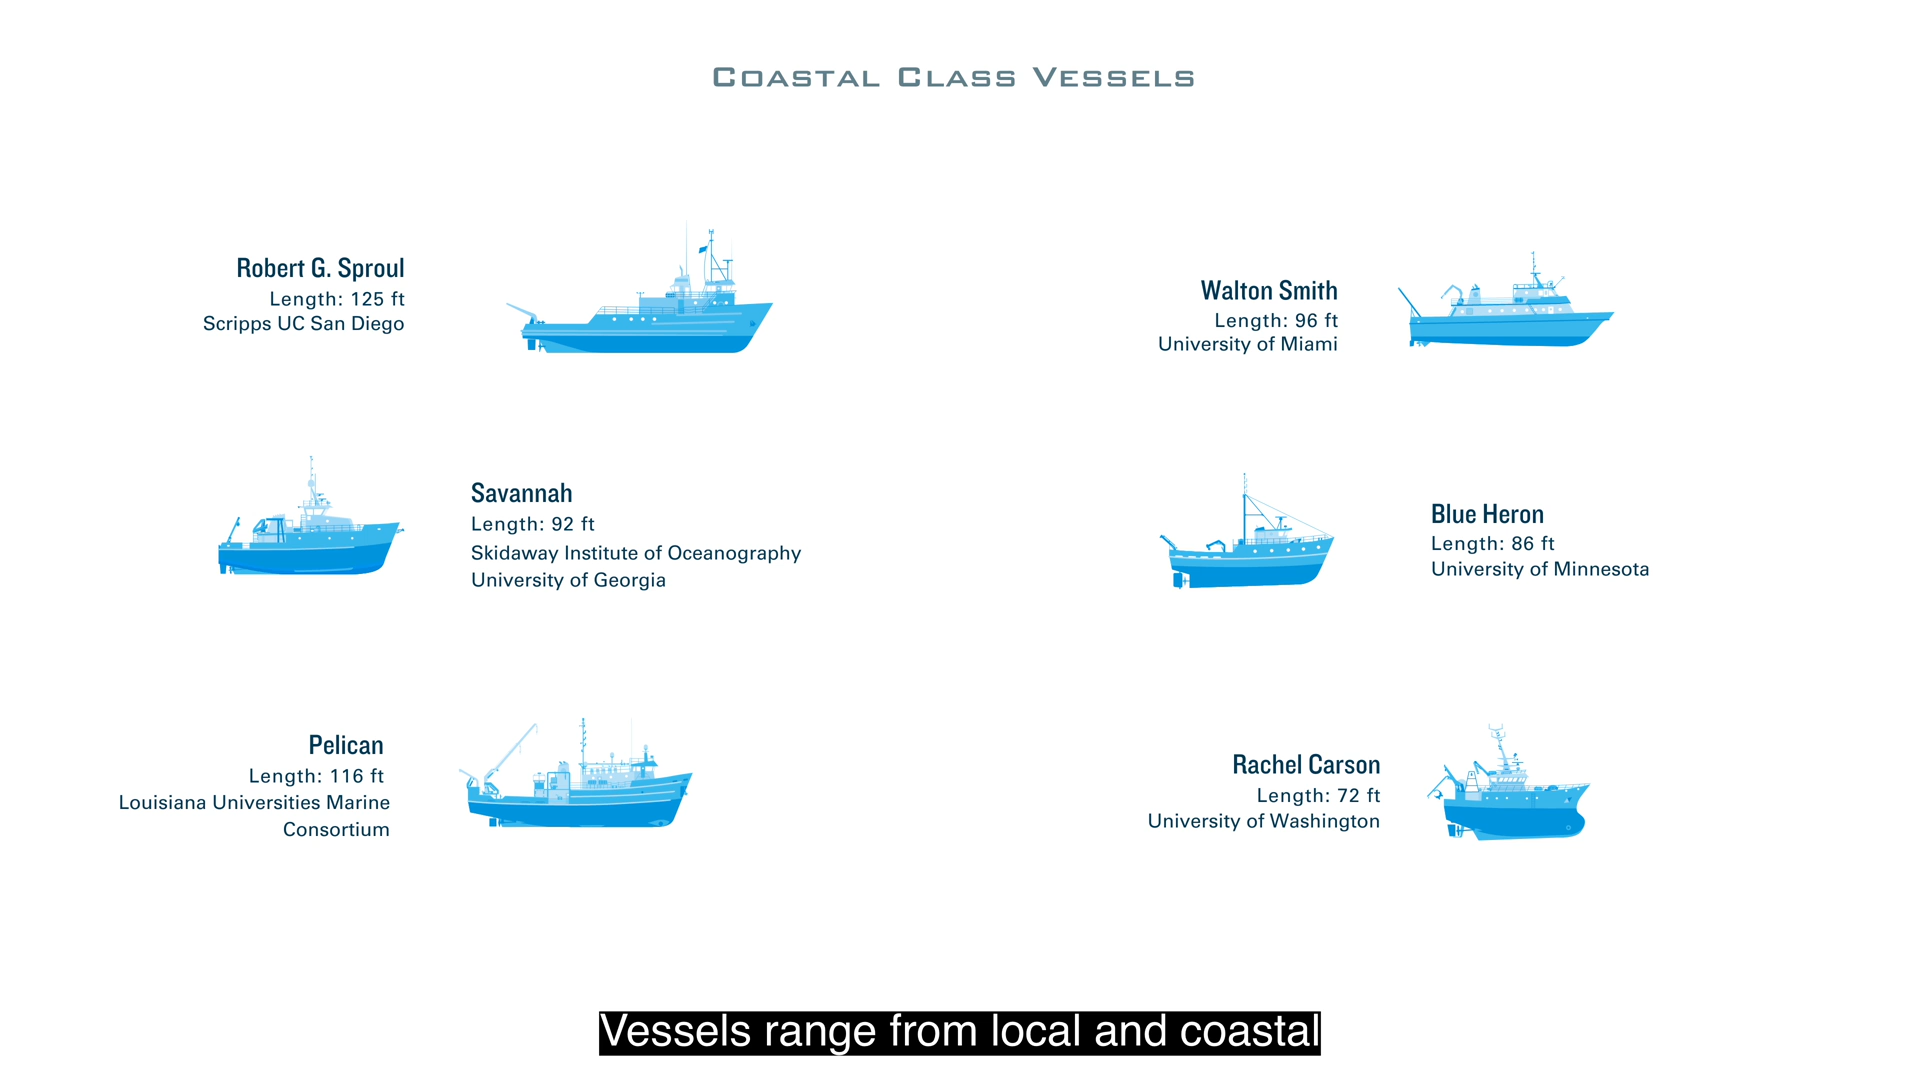 Coastal Class Vessels
Robert G. Sproul
Length: 125 ft
Scripps UC San Diego
Walton Smith
Length: 96 ft
University of Miami
Savannah
Length: 92 ft
Skidaway Institute of Oceanography
University of Georgia
Blue Heron
Length: 86 ft
University of Minnesota
Pelican
Length: 116 ft
Louisiana Universities Marine
Consortium
Rachel Carson
Length: 72 ft
University of Washington
Vessels range from local and coastal